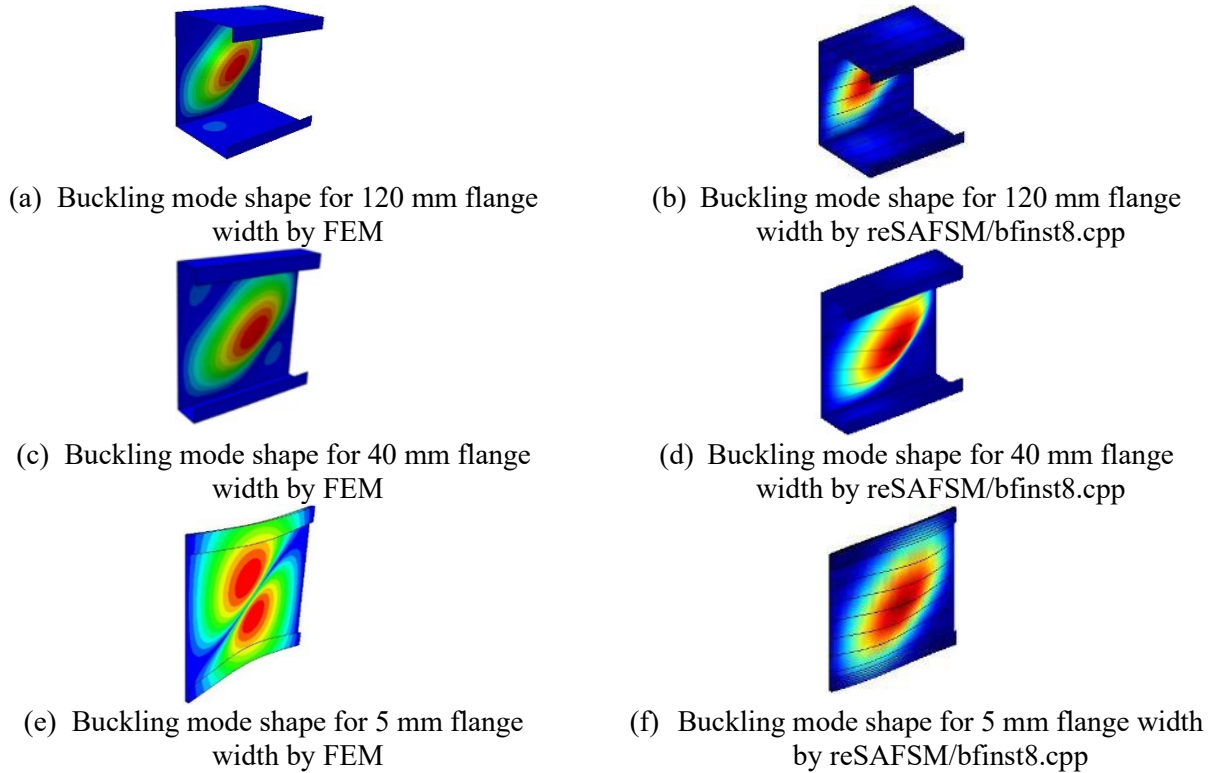 (a) Buckling mode shape for 120 mm flange
width by FEM
(b) Buckling mode shape for 120 mm flange
width by reSAFSM/bfinst8.cpp
(c) Buckling mode shape for 40 mm flange
width by FEM
(d) Buckling mode shape for 40 mm flange
width by reSAFSM/bfinst8.cpp
(e) Buckling mode shape for 5 mm flange
width by FEM
(f) Buckling mode shape for 5 mm flange width
by reSAFSM/bfinst8.cpp